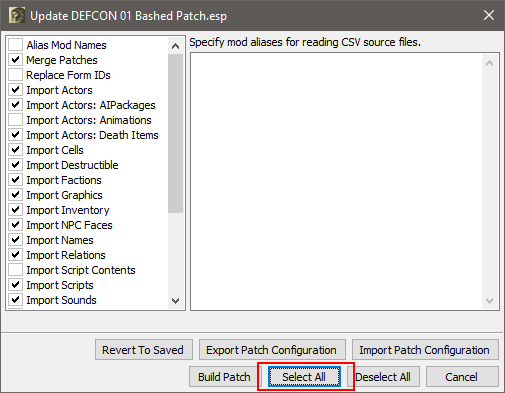 Update DEFCON 01 Bashed Patch.esp
Alias Mod Names
Merge Patches
Replace Form IDs
Import Actors
Import Actors: AIPackages
Import Actors: Animations
Import Actors: Death Items
Import Cells
Import Destructible
Import Factions
Import Graphics
Import Inventory
Import NPC Faces
Import Names
Import Relations
Import Script Contents
Import Scripts
Import Sounds
Specify mod aliases for reading CSV source files.
Revert To Saved Export Patch Configuration Import Patch Configuration
Build Patch Select All Deselect All Cancel